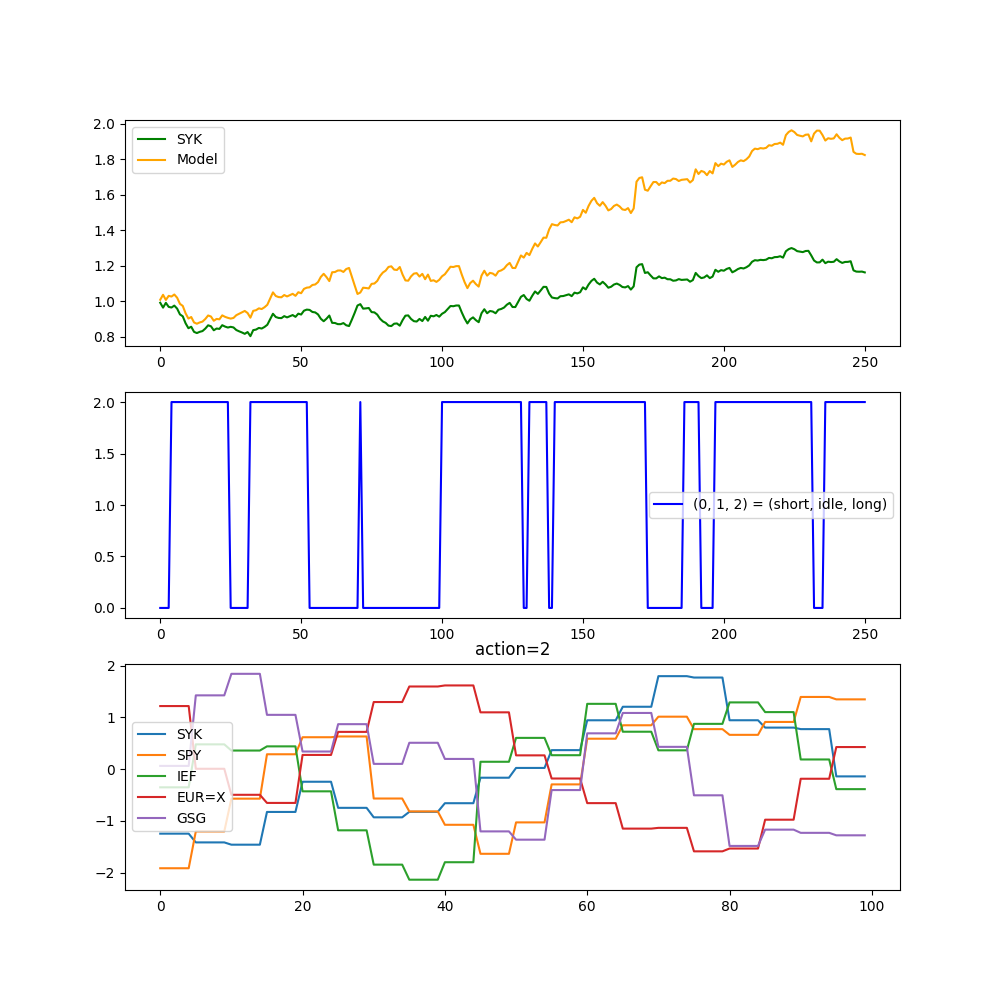 2.0
1.8
1.6
1.4
1.2
1.0
0.8
SYK
Model
0 50 100 150 200 250
2.0
1.5
1.0
0.5
0.0
(0, 1, 2) = (short, idle, long)
0 50 100 150 200 250
action=2
2
1
0
−1
−2
SYK
SPY
IEF
EUR=X
GSG
0 20 40 60 80 100